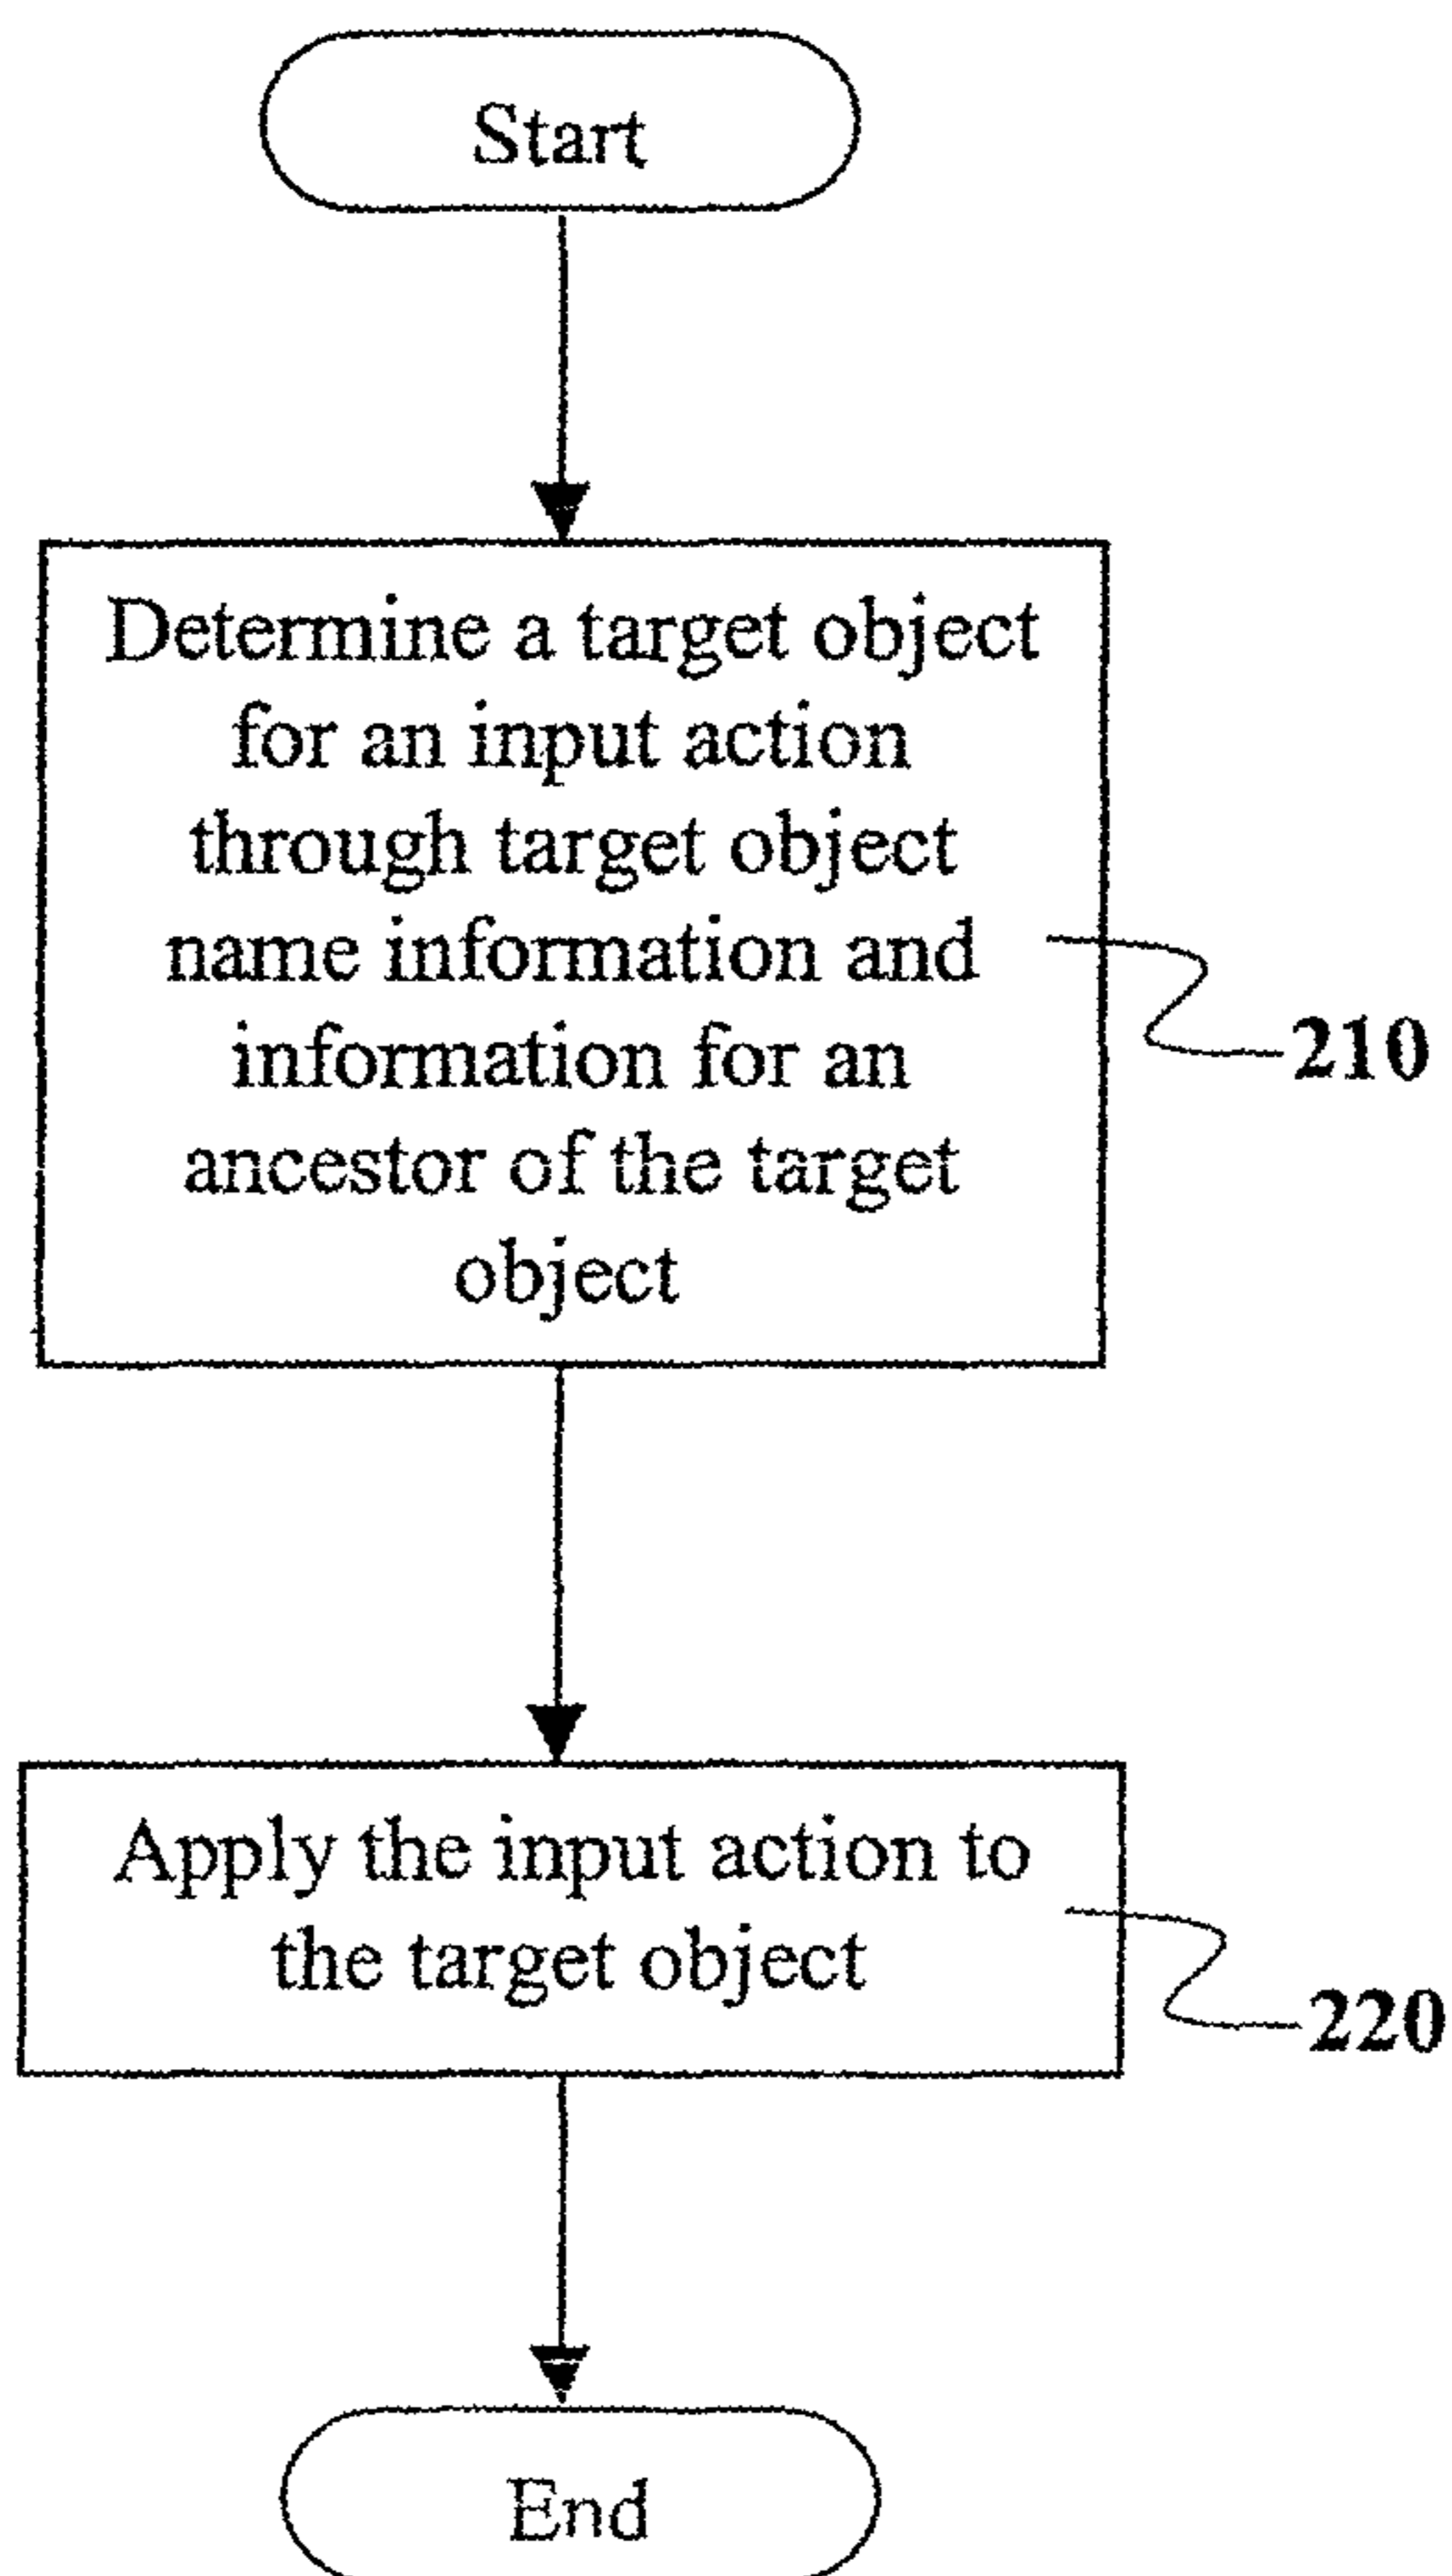 Start
Determine a target object
for an input action
through target object
name information and
information for an
ancestor of the target
object
210
Apply the input action to
the target object
220
End